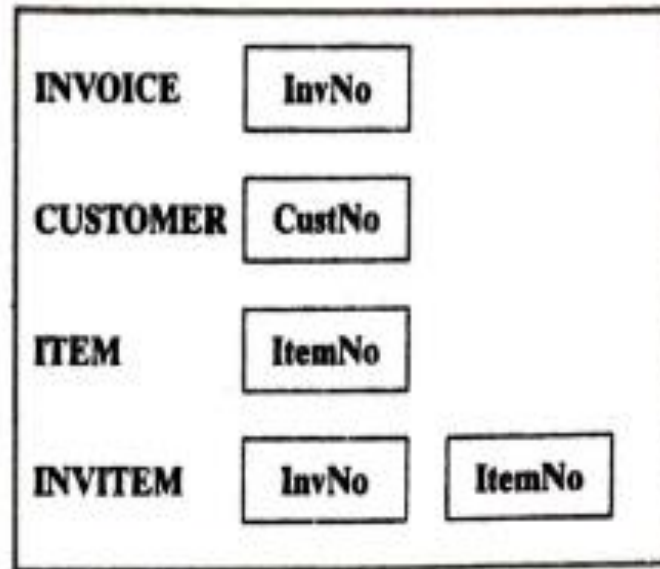 INVOICE InvNo
CUSTOMER CustNo
ITEM ItemNo
INVITEM InvNo ItemNo